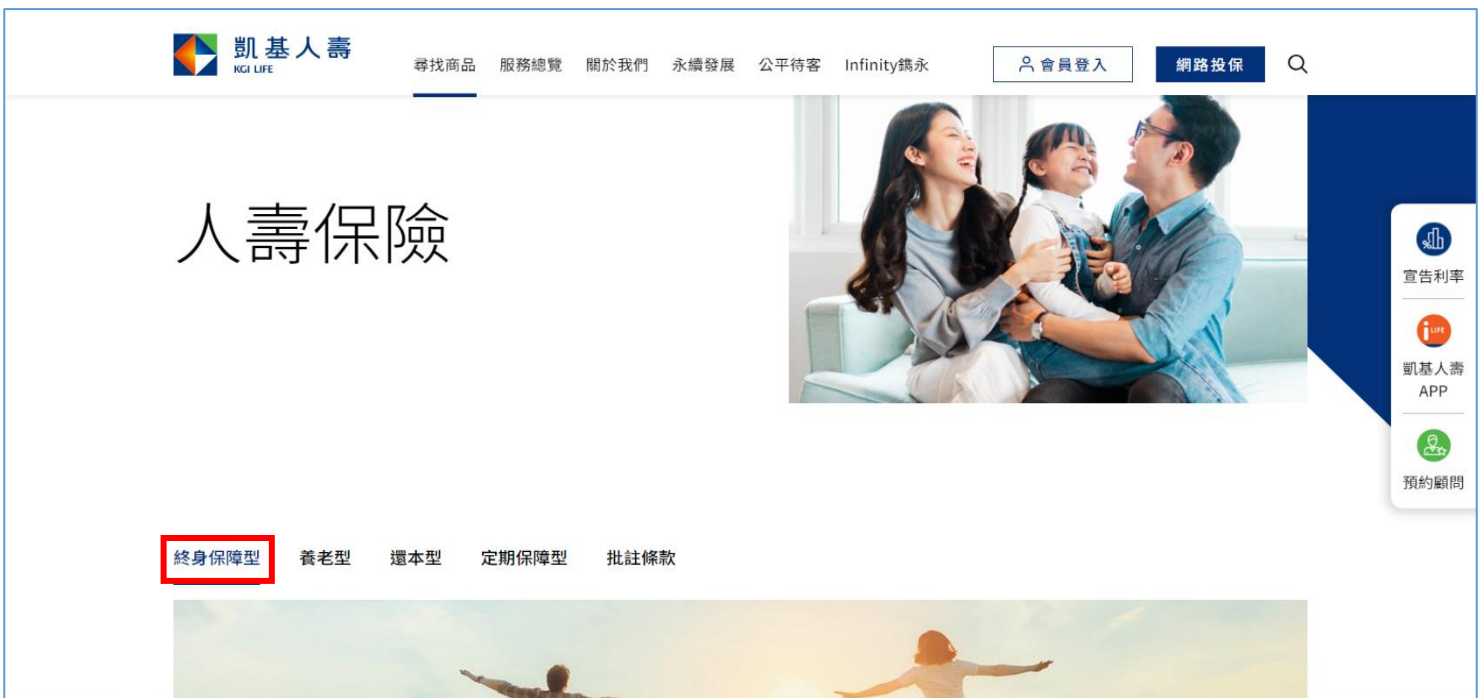 凱基人壽
KGI LIFE
尋找商品 服務總覽 關於我們 永續發展 公平待客 Infinity鐫永 會員登入 網路投保
人壽保險
%
宣告利率
i LIFE
凱基人壽
APP
預約顧問
終身保障型 養老型 還本型 定期保障型 批註條款